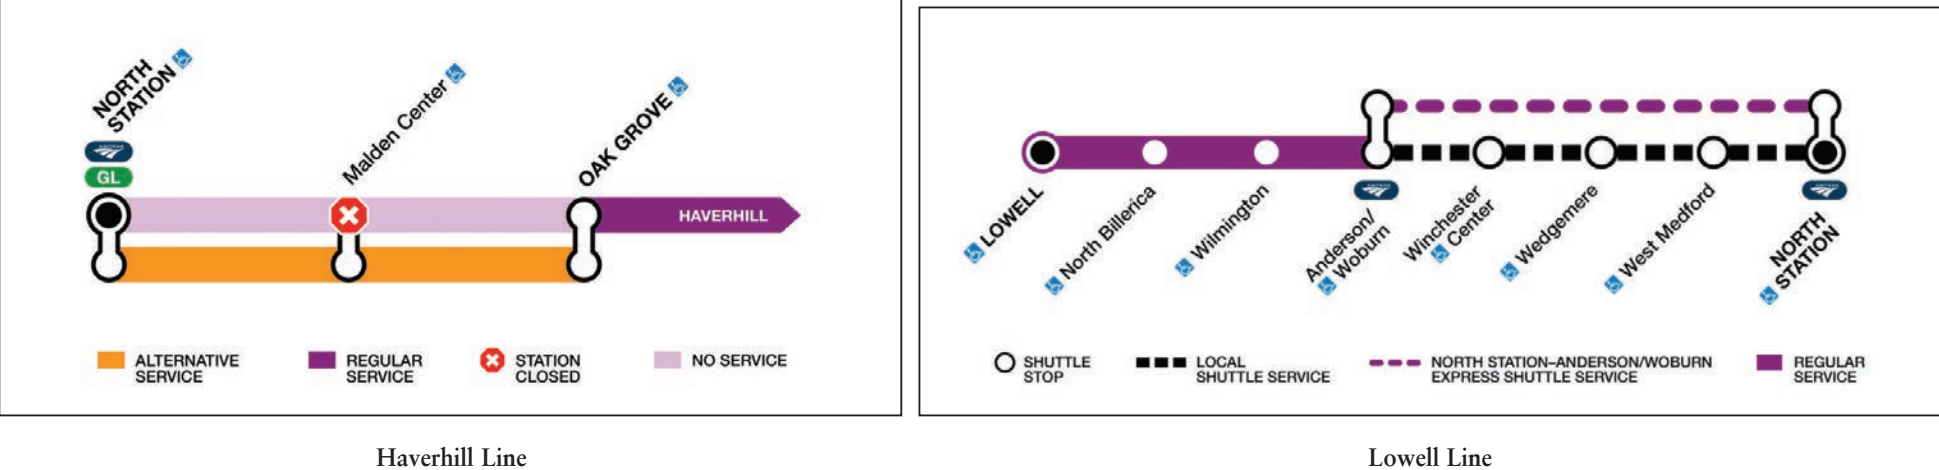 NORTH
STATION
GL
Malden Center
OAK GROVE
HAVERHILL
ALTERNATIVE
SERVICE
REGULAR
SERVICE
STATION
CLOSED
NO SERVICE
Haverhill Line
LOWELL
North Billerica
Wilmington
Anderson/
Woburn
Winchester
Center
Wedgemere
West Medford
NORTH
STATION
SHUTTLE
STOP
LOCAL
SHUTTLE SERVICE
NORTH STATION–ANDERSON/WOBURN
EXPRESS SHUTTLE SERVICE
REGULAR
SERVICE
Lowell Line